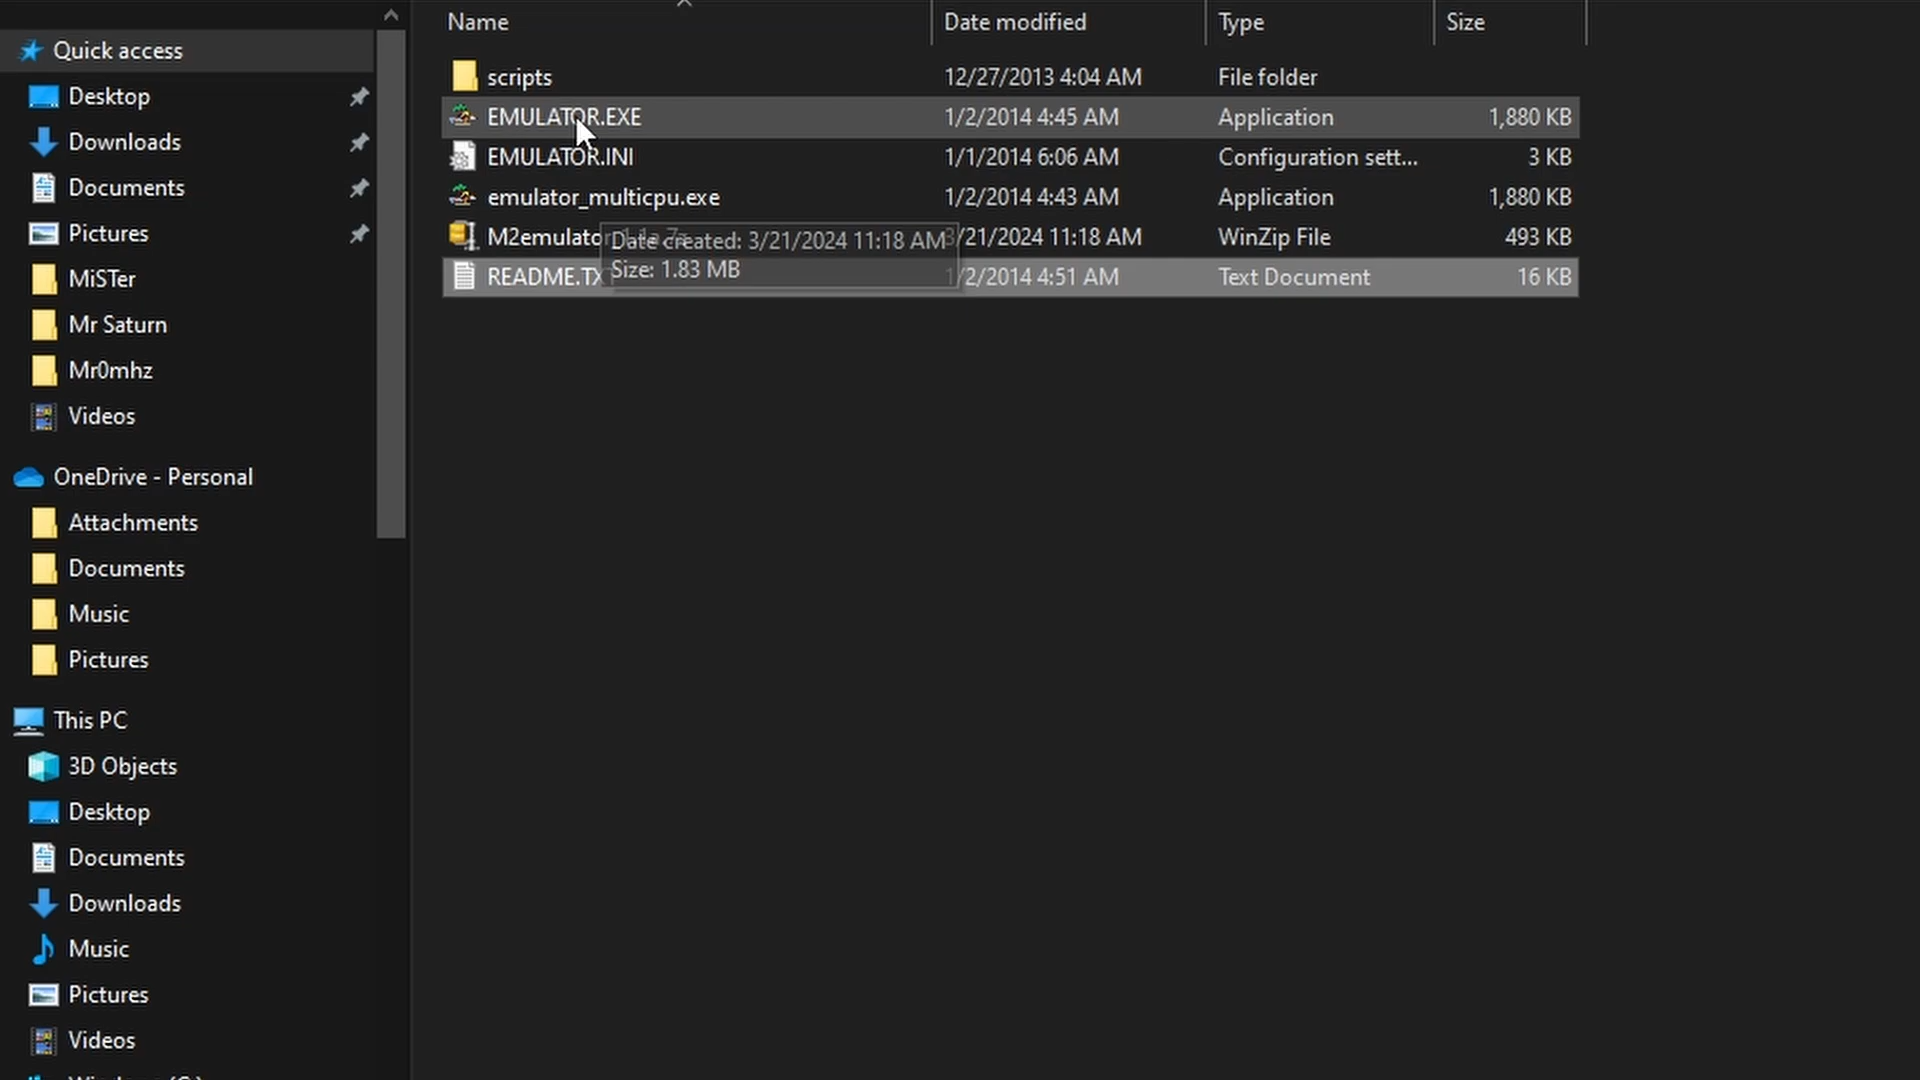 Name Date modified Type Size
Quick access
Desktop
Downloads
Documents
Pictures
MiSTer
Mr Saturn
Mr0mhz
Videos
OneDrive - Personal
Attachments
Documents
Music
Pictures
This PC
3D Objects
Desktop
Documents
Downloads
Music
Pictures
Videos
scripts 12/27/2013 4:04 AM File folder
EMULATOR.EXE 1/2/2014 4:45 AM Application 1,880 KB
EMULATOR.INI 1/1/2014 6:06 AM Configuration sett... 3 KB
emulator_multicpu.exe 1/2/2014 4:43 AM Application 1,880 KB
3/21/2024 11:18 AM WinZip File 493 KB
Date created: 3/21/2024 11:18 AM
Size: 1.83 MB
1/2/2014 4:51 AM Text Document 16 KB